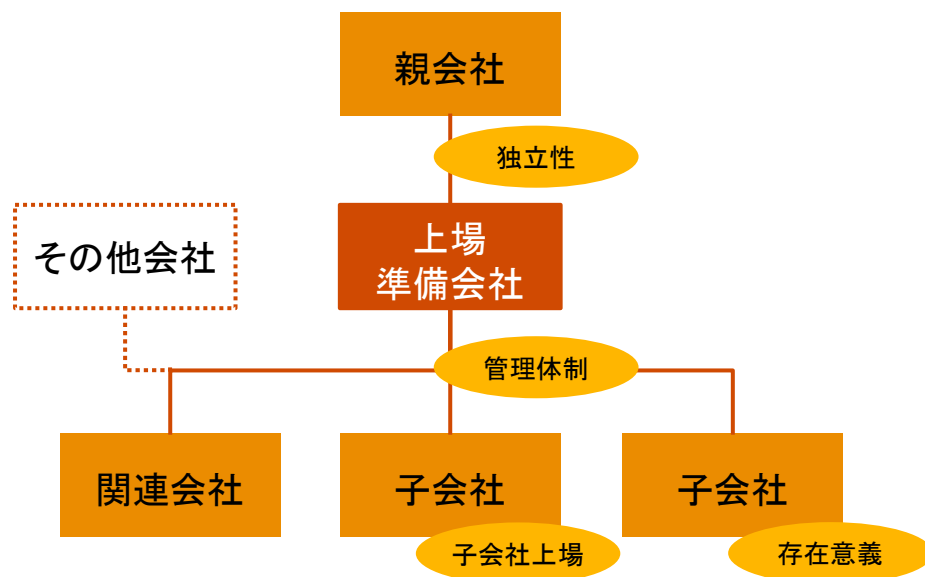 親会社
独立性
その他会社
上場
準備会社
管理体制
関連会社
子会社
子会社
子会社上場
存在意義